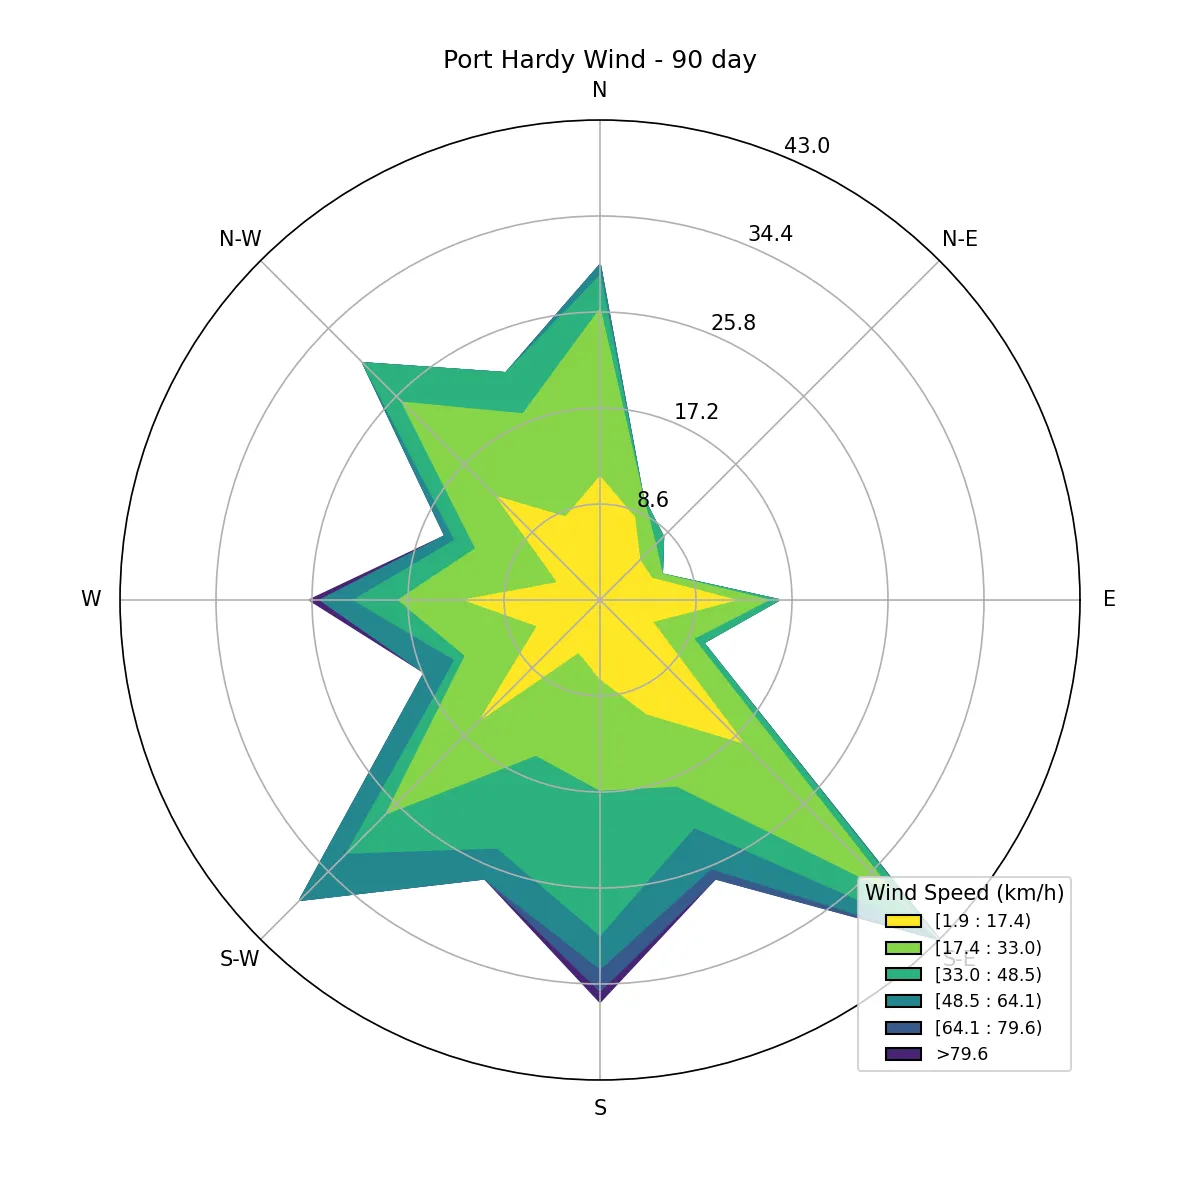 Port Hardy Wind - 90 day
N
43.0
34.4
N-W
N-E
25.8
17.2
8.6
W
E
Wind Speed (km/h)
[1.9 : 17.4)
[17.4 : 33.0)
S-W
S-E
[33.0 : 48.5)
[48.5 : 64.1)
[64.1 : 79.6)
>79.6
S